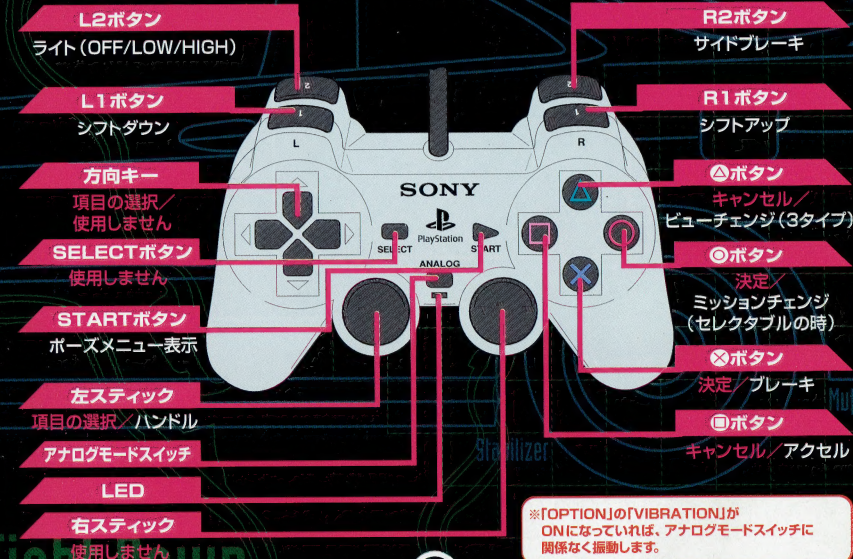 L2ボタン
ライト(OFF/LOW/HIGH)
L1ボタン
シフトダウン
方向キー
項目の選択/
使用しません
SELECTボタン
使用しません
STARTボタン
ポーズメニュー表示
左スティック
項目の選択/ハンドル
アナログモードスイッチ
LED
右スティック
使用しません
2
1
L
SONY
PlayStation
SELECT
START
ANALOG
2
1
R
R2ボタン
サイドブレーキ
R1ボタン
シフトアップ
△ボタン
キャンセル/
ビューチェンジ(3タイプ)
○ボタン
決定/
ミッションチェンジ
(セレクタブルの時)
×ボタン
決定/ブレーキ
□ボタン
キャンセル/アクセル
※「OPTION」の「VIBRATION」が
ONになっていれば、アナログモードスイッチに
関係なく振動します。